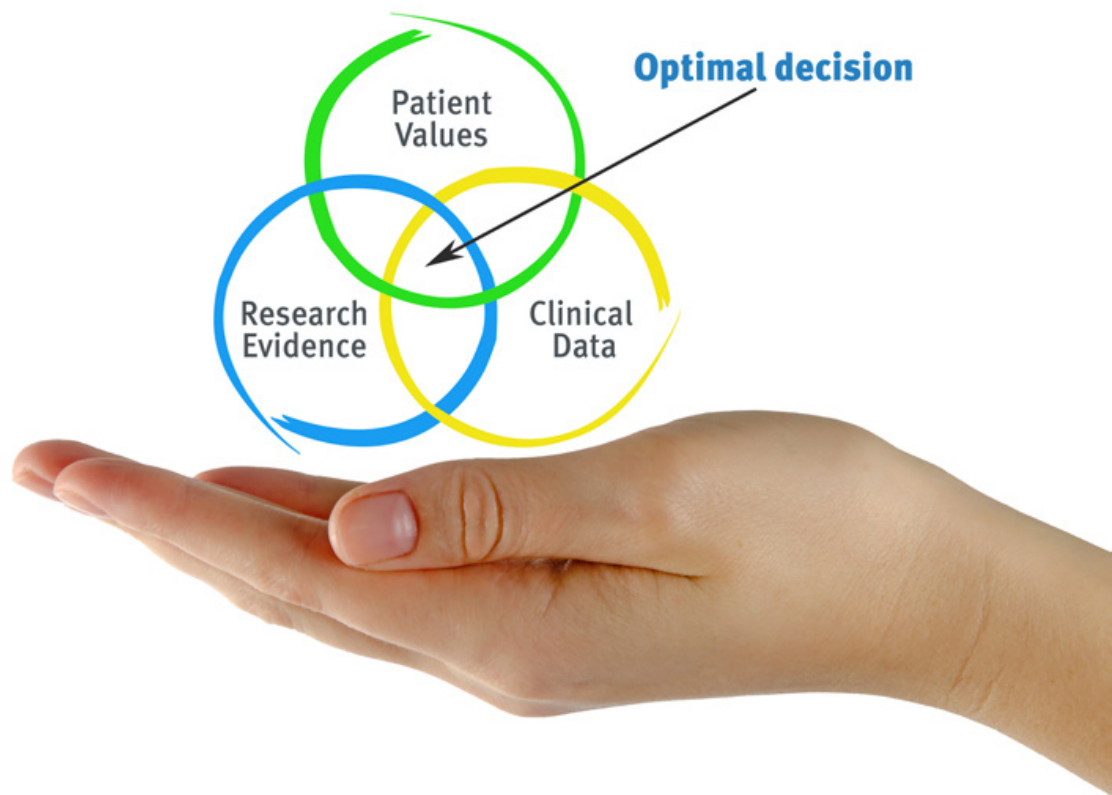 Optimal decision
Patient
Values
Research
Evidence
Clinical
Data